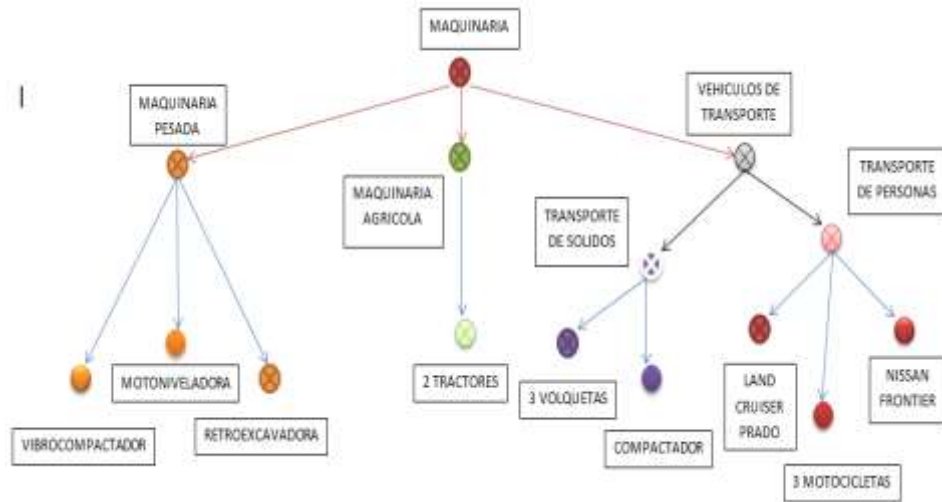 MAQUINARIA
MAQUINARIA
PESADA
VEHICULOS DE
TRANSPORTE
MAQUINARIA
AGRICOLA
TRANSPORTE
DE SOLIDOS
TRANSPORTE
DE PERSONAS
VIBROCOMPACTADOR
MOTONIVELADORA
RETROEXCAVADORA
2 TRACTORES
3 VOLQUETAS
COMPACTADOR
LAND
CRUISER
PRADO
3 MOTOCICLETAS
NISSAN
FRONTIER